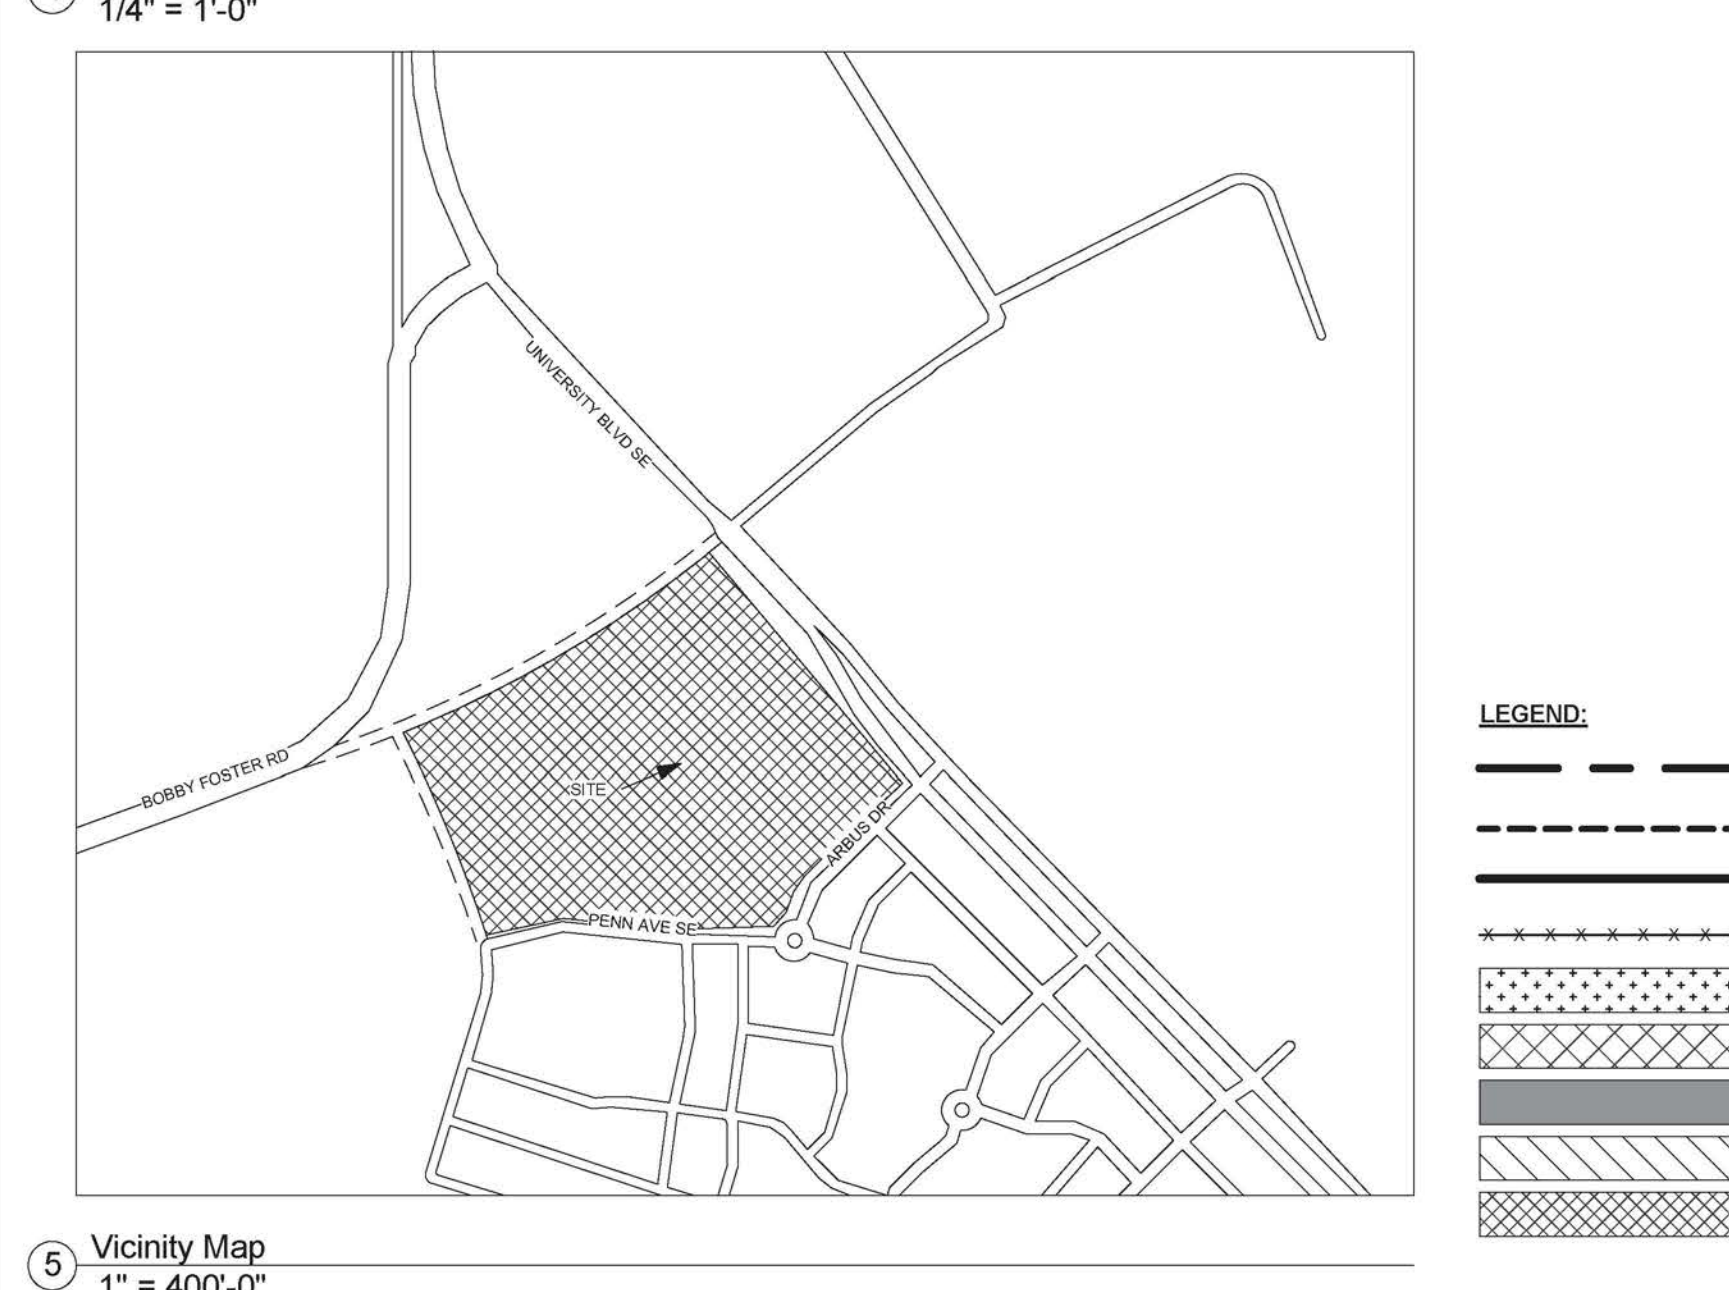 1/4" = 1'-0"
UNIVERSITY BLVD SE
BOBBY FOSTER RD
SITE
ARBUS DR
PENN AVE SE
LEGEND:
x x x x x x x x
5
Vicinity Map
1" = 400'-0"